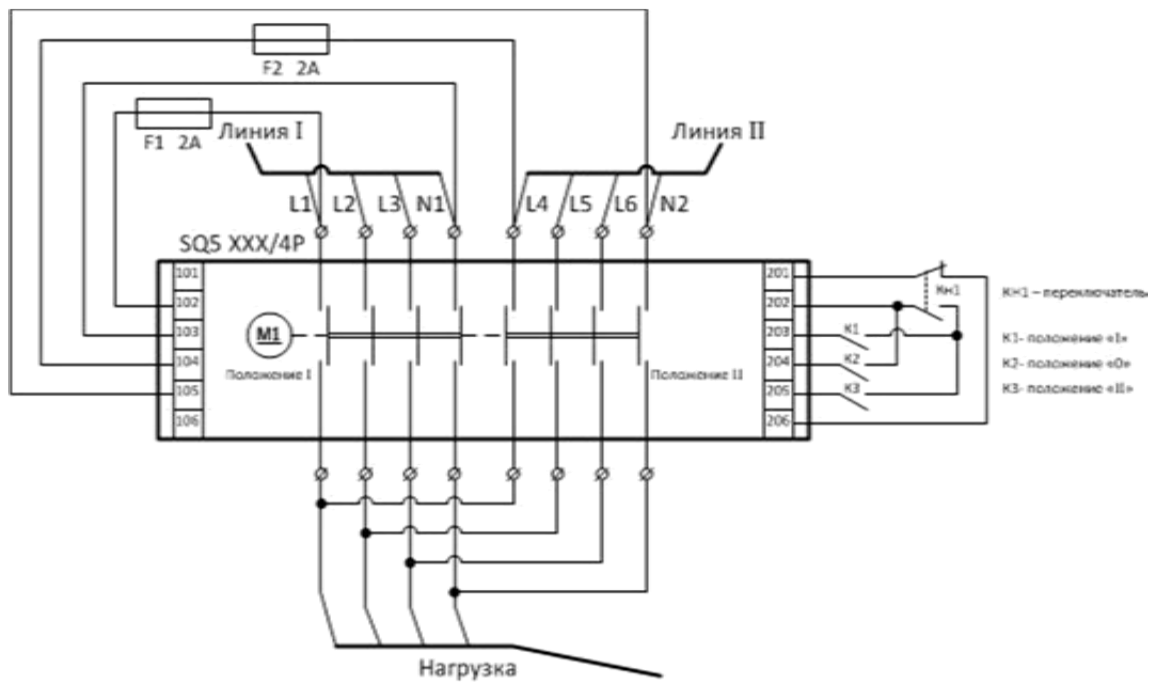 F2 2A
F1 2A
Линия I
Линия II
L1 L2 L3 N1 L4 L5 L6 N2
SQ5 XXX/4P
101
102
103
104
105
106
M1
Положение I
Положение II
201
202
203
204
205
206
Кн1
К1
К2
К3
КН1 – переключатель
К1- положение «I»
К2- положение «О»
К3- положение «II»
Нагрузка